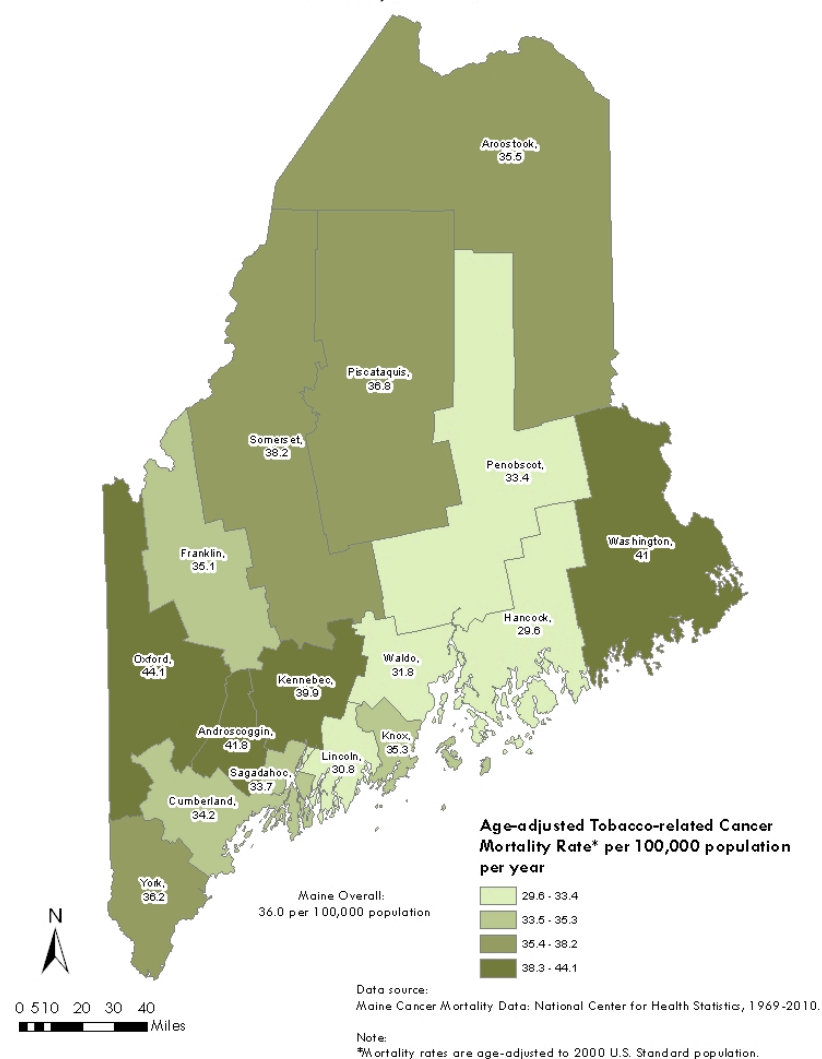 Aroostook,
35.5
Piscataquis,
36.8
Somerset,
38.2
Penobscot,
33.4
Washington,
41
Franklin,
35.1
Hancock,
29.6
Oxford,
44.1
Waldo,
31.8
Kennebec,
39.9
Androscoggin,
41.8
Knox,
35.3
Lincoln,
30.8
Sagadahoc,
33.7
Cumberland,
34.2
York,
36.2
Maine Overall:
36.0 per 100,000 population
Age-adjusted Tobacco-related Cancer
Mortality Rate* per 100,000 population
per year
29.6 - 33.4
33.5 - 35.3
35.4 - 38.2
38.3 - 44.1
N
0 510 20 30 40
Miles
Data source:
Maine Cancer Mortality Data: National Center for Health Statistics, 1969-2010.
Note:
*Mortality rates are age-adjusted to 2000 U.S. Standard population.